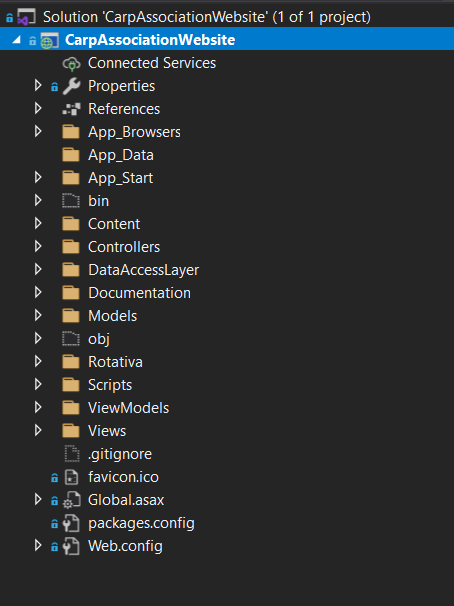 Solution 'CarpAssociationWebsite' (1 of 1 project)
CarpAssociationWebsite
Connected Services
Properties
References
App_Browsers
App_Data
App_Start
bin
Content
Controllers
DataAccessLayer
Documentation
Models
obj
Rotativa
Scripts
ViewModels
Views
.gitignore
favicon.ico
Global.asax
packages.config
Web.config